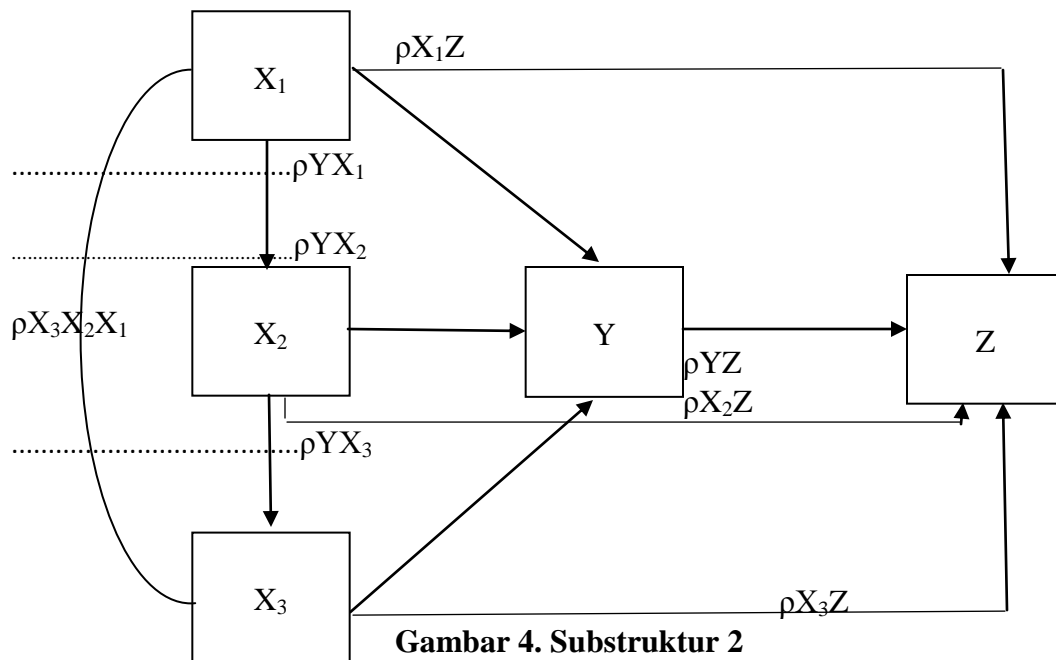 ρX₁Z
X₁
....................................ρYX₁
....................................ρYX₂
ρX₃X₂X₁
X₂
Y
Z
ρYZ
ρX₂Z
....................................ρYX₃
X₃
ρX₃Z
Gambar 4. Substruktur 2